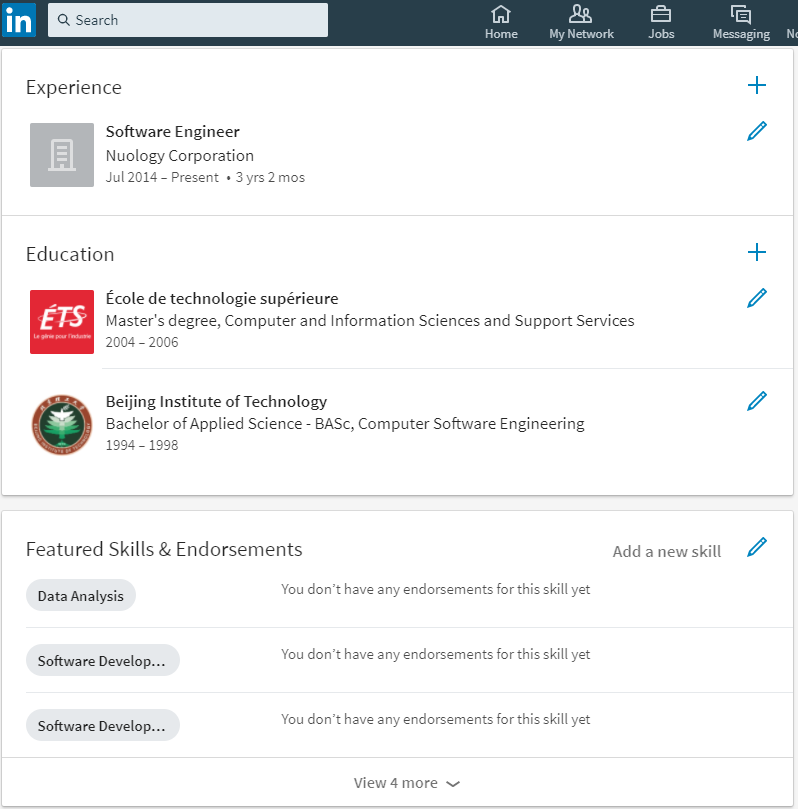 in
Search
Home
My Network
Jobs
Messaging
No
Experience
Software Engineer
Nuology Corporation
Jul 2014 – Present • 3 yrs 2 mos
Education
ÉTS
Le génie pour l'industrie
École de technologie supérieure
Master's degree, Computer and Information Sciences and Support Services
2004 – 2006
Beijing Institute of Technology
Bachelor of Applied Science - BASc, Computer Software Engineering
1994 – 1998
Featured Skills & Endorsements
Add a new skill
Data Analysis
You don’t have any endorsements for this skill yet
Software Develop...
You don’t have any endorsements for this skill yet
Software Develop...
You don’t have any endorsements for this skill yet
View 4 more